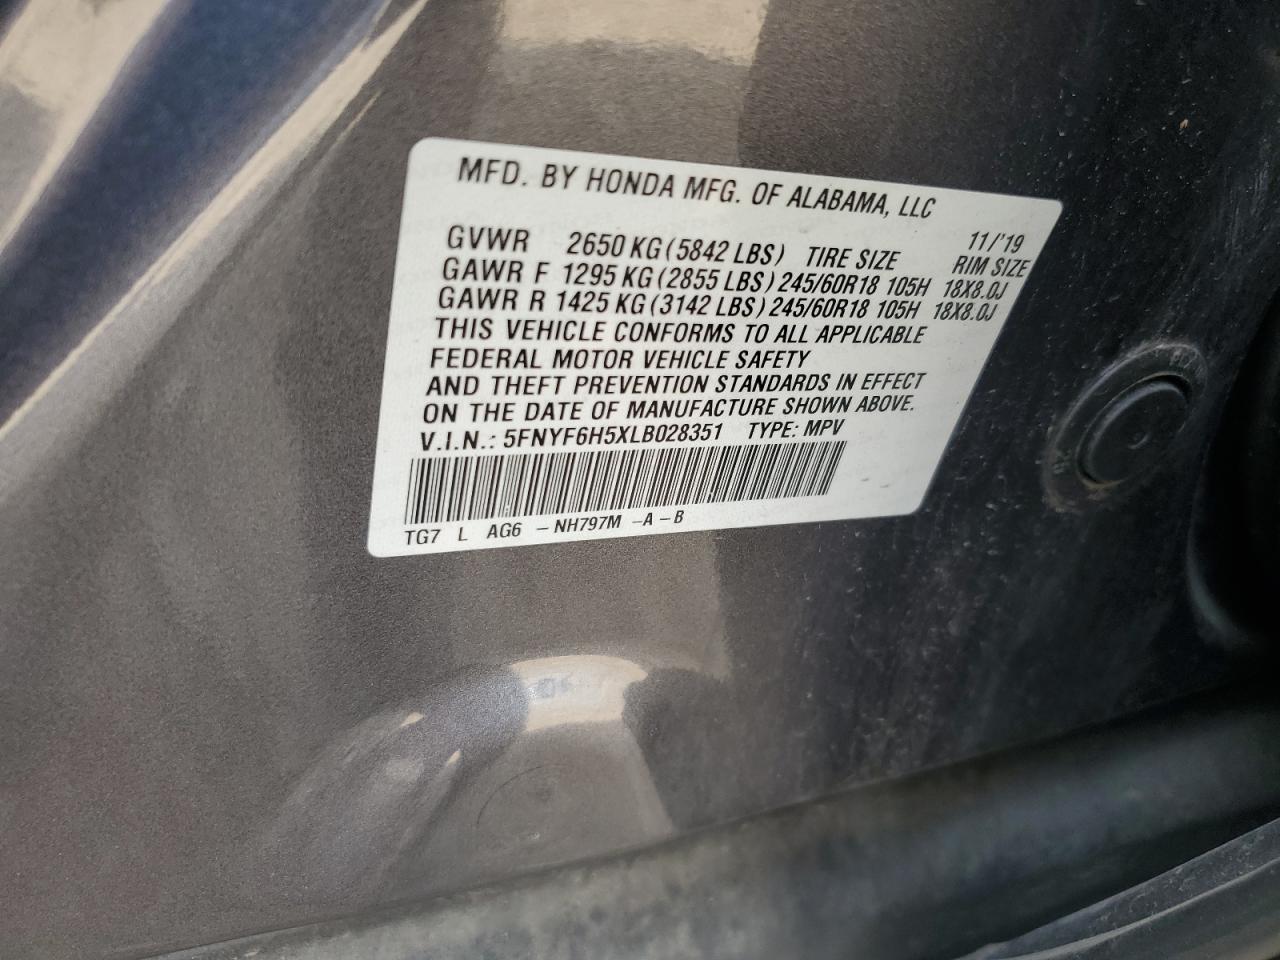 MFD. BY HONDA MFG. OF ALABAMA, LLC
11/'19
GVWR 2650 KG (5842 LBS) TIRE SIZE RIM SIZE
GAWR F 1295 KG (2855 LBS) 245/60R18 105H 18X8.0J
GAWR R 1425 KG (3142 LBS) 245/60R18 105H 18X8.0J
THIS VEHICLE CONFORMS TO ALL APPLICABLE
FEDERAL MOTOR VEHICLE SAFETY
AND THEFT PREVENTION STANDARDS IN EFFECT
ON THE DATE OF MANUFACTURE SHOWN ABOVE.
V.I.N.: 5FNYF6H5XLB028351 TYPE: MPV
TG7 L AG6 – NH797M –A – B